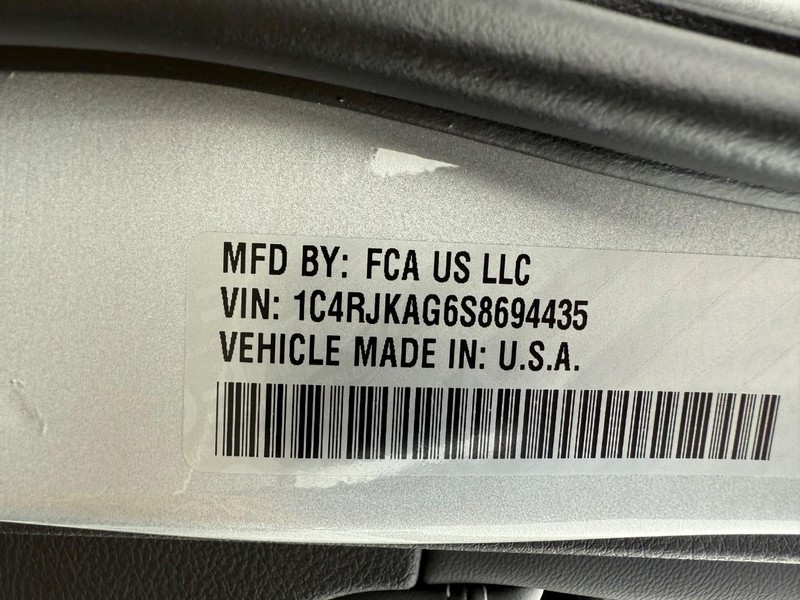 MFD BY: FCA US LLC
VIN: 1C4RJKAG6S8694435
VEHICLE MADE IN: U.S.A.